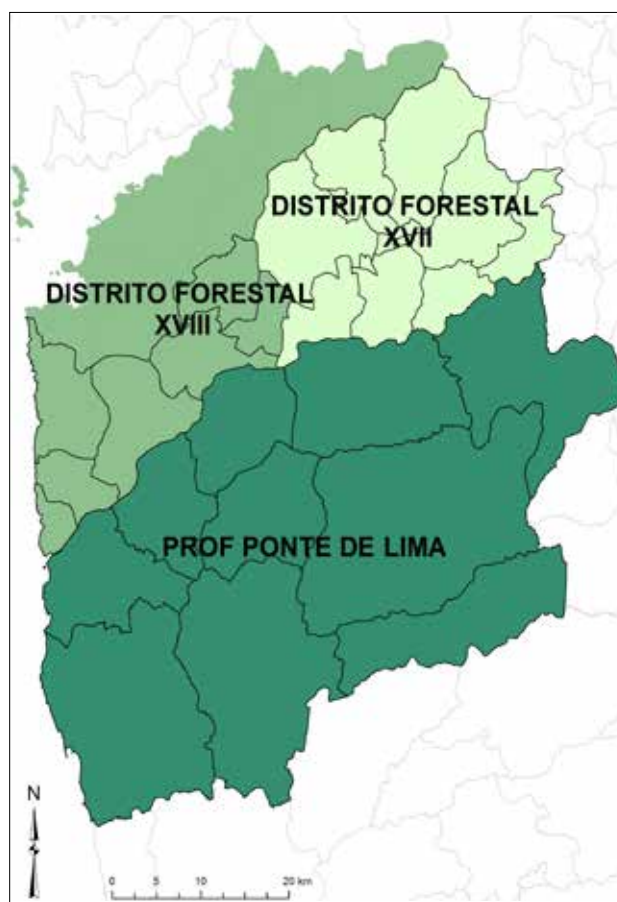 DISTRITO FORESTAL
XVII
DISTRITO FORESTAL
XVIII
PROF PONTE DE LIMA
N
0 5 10 20 km